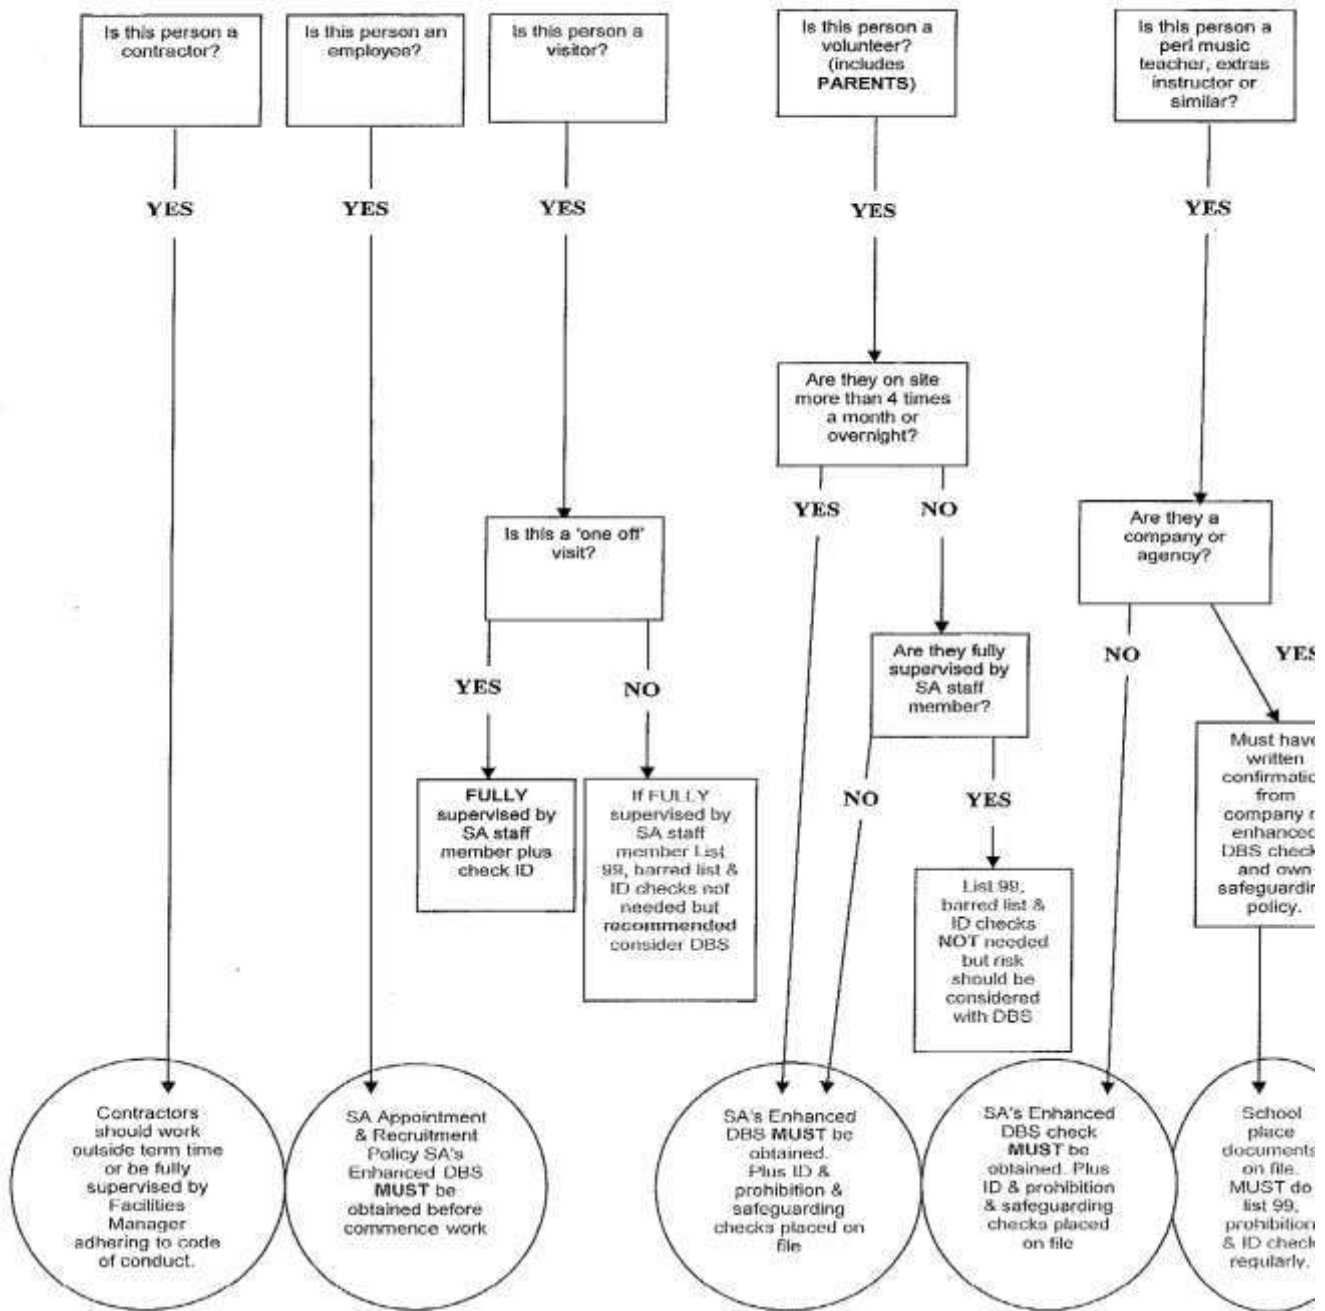 Is this person a
contractor?
Is this person an
employee?
Is this person a
visitor?
Is this person a
volunteer?
(includes
PARENTS)
Is this person a
peri music
teacher, extras
instructor or
similar?
YES
YES
YES
YES
YES
Are they on site
more than 4 times
a month or
overnight?
YES
NO
Are they a
company or
agency?
Is this a 'one off'
visit?
Are they fully
supervised by
SA staff
member?
NO
YES
YES
NO
Must have
written
confirmatio
from
company r
enhanced
DBS check
and own
safeguardin
policy.
FULLY
supervised by
SA staff
member plus
check ID
If FULLY
supervised by
SA staff
member List
99, barred list &
ID checks not
needed but
recommended
consider DBS
NO
YES
List 99,
barred list &
ID checks
NOT needed
but risk
should be
considered
with DBS
Contractors
should work
outside term time
or be fully
supervised by
Facilities
Manager
adhering to code
of conduct.
SA Appointment
& Recruitment
Policy SA's
Enhanced DBS
MUST be
obtained before
commence work
SA's Enhanced
DBS MUST be
obtained.
Plus ID &
prohibition &
safeguarding
checks placed on
file
SA's Enhanced
DBS check
MUST be
obtained. Plus
ID & prohibition
& safeguarding
checks placed
on file
School
place
documents
on file.
MUST do
list 99,
prohibition
& ID check
regularly.